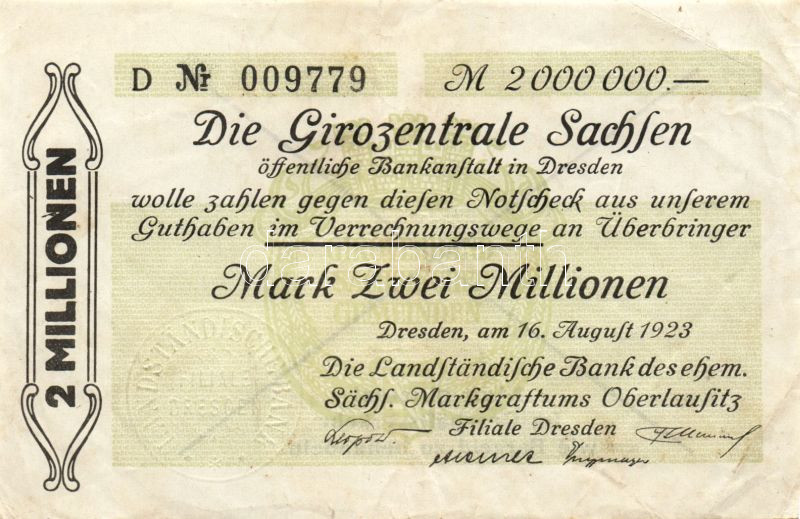 D № 009779
M 2000000.—
Die Girozentrale Sachſen
öffentliche Bankanſtalt in Dresden
wolle zahlen gegen dieſen Notſcheck aus unſerem
Guthaben im Verrechnungswege an Überbringer
Mark Zwei Millionen
Dresden, am 16. August 1923
Die Landſtändiſche Bank des ehem.
Sächſ. Markgraftums Oberlauſitz
Filiale Dresden
2 MILLIONEN
darabanth